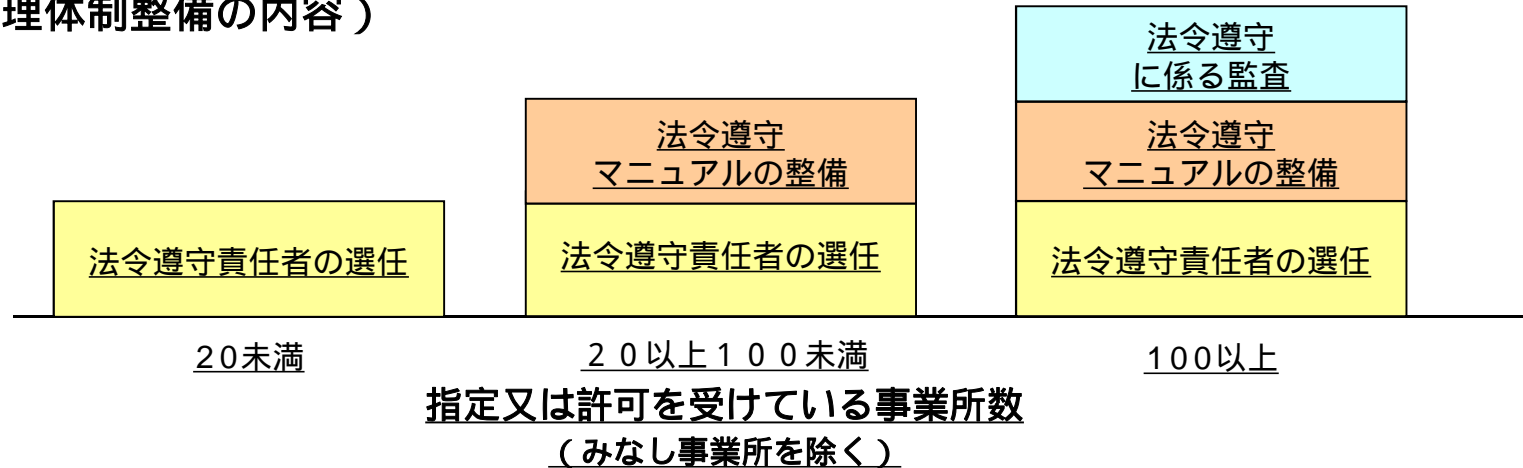 理体制整備の内容）
法令遵守
に係る監査
法令遵守
マニュアルの整備
法令遵守
マニュアルの整備
法令遵守責任者の選任
法令遵守責任者の選任
法令遵守責任者の選任
20未満
２０以上１００未満
100以上
指定又は許可を受けている事業所数
（みなし事業所を除く）